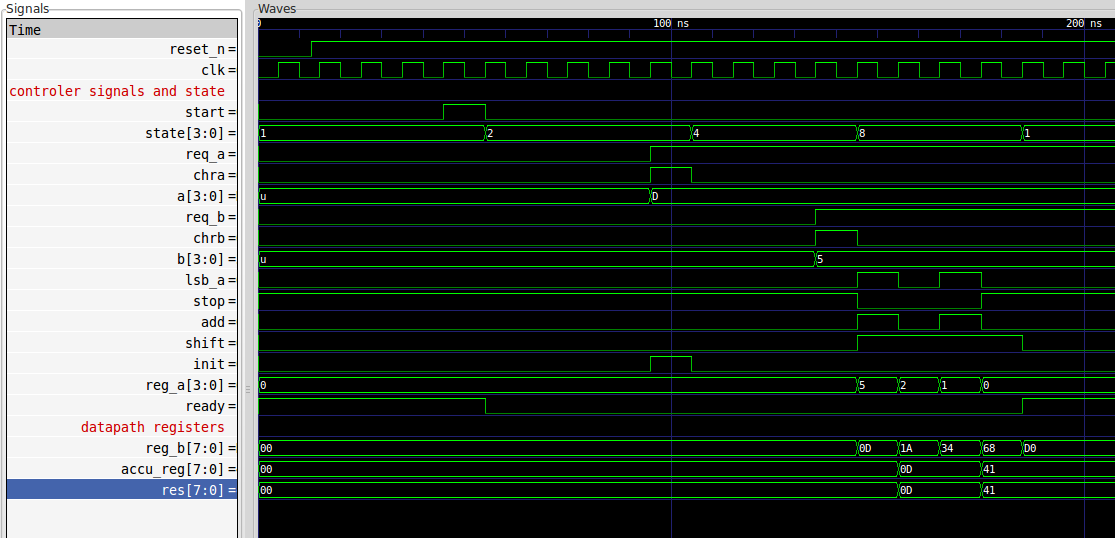 Signals
Waves
Time
0
100 ns
200 ns
reset_n =
clk =
controler signals and state
start =
state[3:0] = 1 2 4 8 1
req_a =
chra =
a[3:0] = u D
req_b =
chrb =
b[3:0] = u 5
lsb_a =
stop =
add =
shift =
init =
reg_a[3:0] = 0 5 2 1 0
ready =
datapath registers
reg_b[7:0] = 00 0D 1A 34 68 D0
accu_reg[7:0] = 00 0D 41
res[7:0] = 00 0D 41